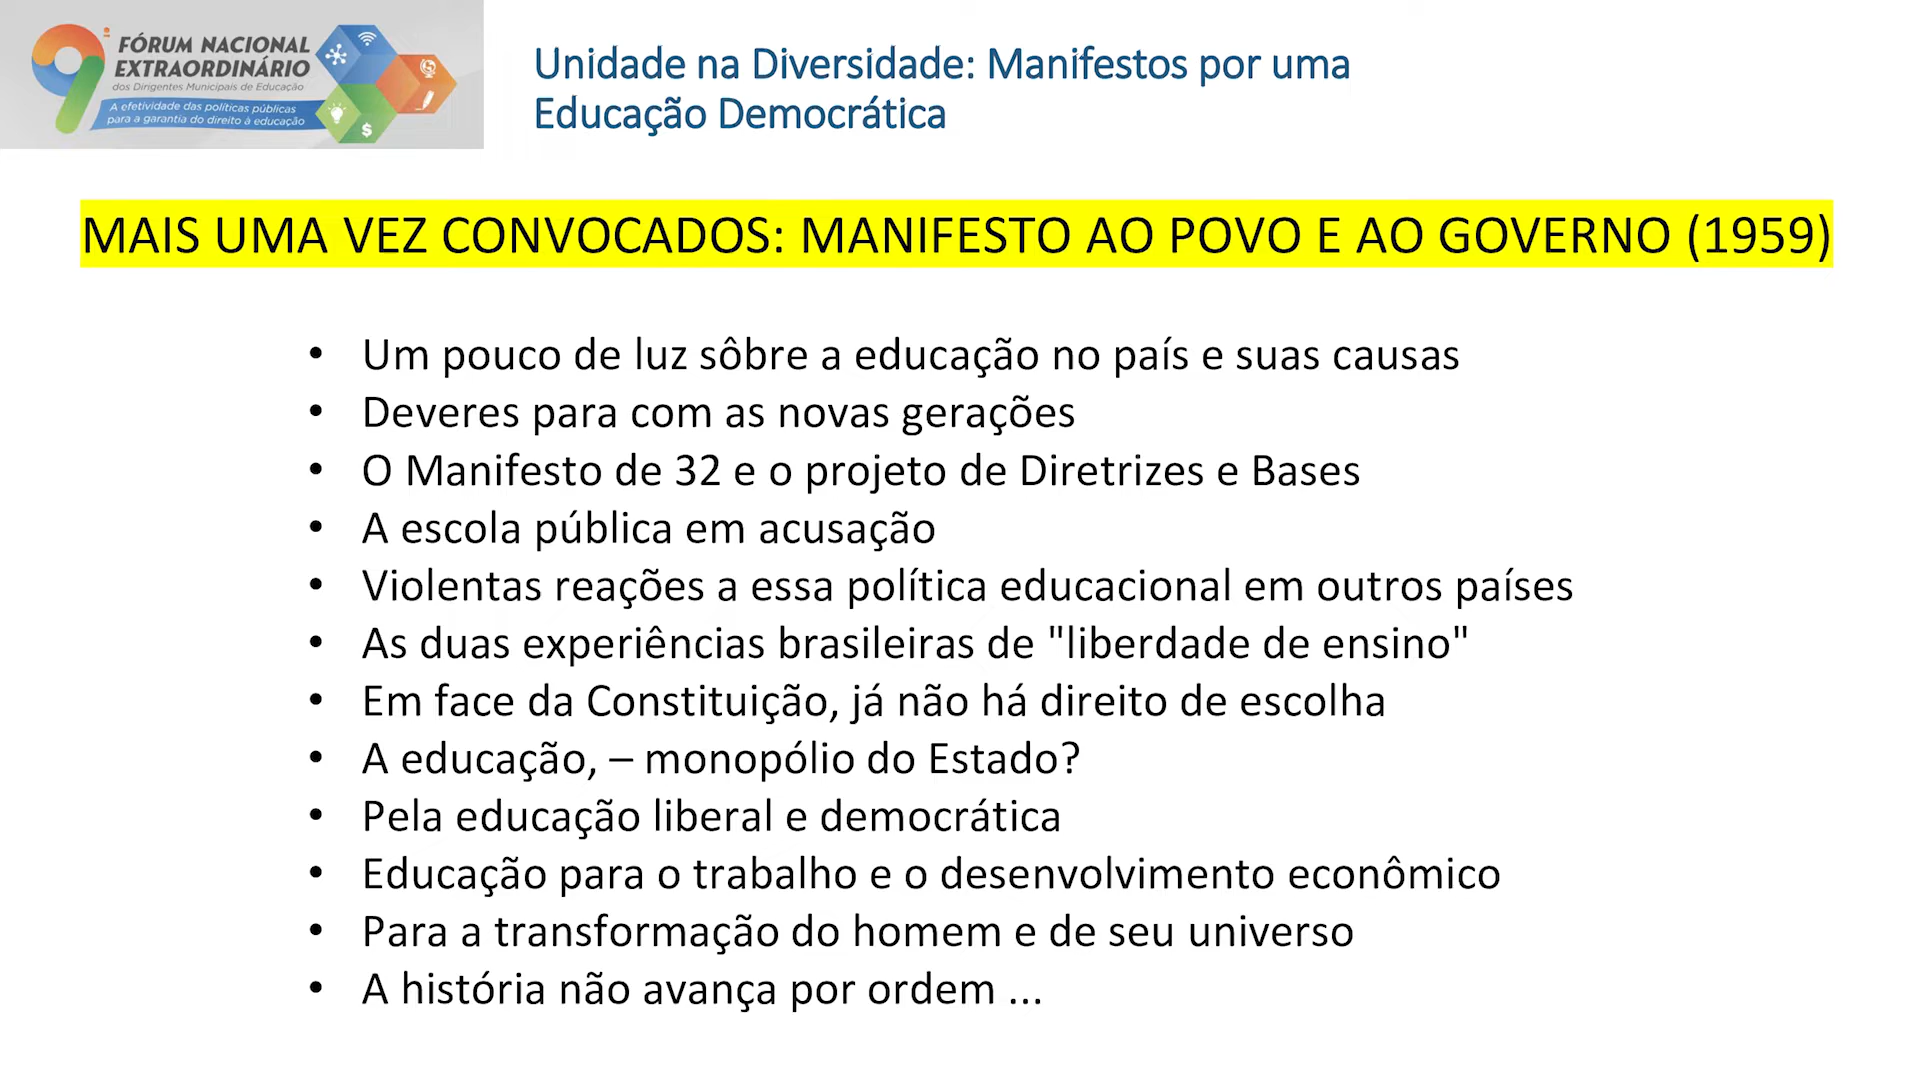 9º FÓRUM NACIONAL
EXTRAORDINÁRIO
dos Dirigentes Municipais de Educação
A efetividade das políticas públicas
para a garantia do direito à educação
$
Unidade na Diversidade: Manifestos por uma
Educação Democrática
MAIS UMA VEZ CONVOCADOS: MANIFESTO AO POVO E AO GOVERNO (1959)
• Um pouco de luz sôbre a educação no país e suas causas
• Deveres para com as novas gerações
• O Manifesto de 32 e o projeto de Diretrizes e Bases
• A escola pública em acusação
• Violentas reações a essa política educacional em outros países
• As duas experiências brasileiras de "liberdade de ensino"
• Em face da Constituição, já não há direito de escolha
• A educação, – monopólio do Estado?
• Pela educação liberal e democrática
• Educação para o trabalho e o desenvolvimento econômico
• Para a transformação do homem e de seu universo
• A história não avança por ordem ...